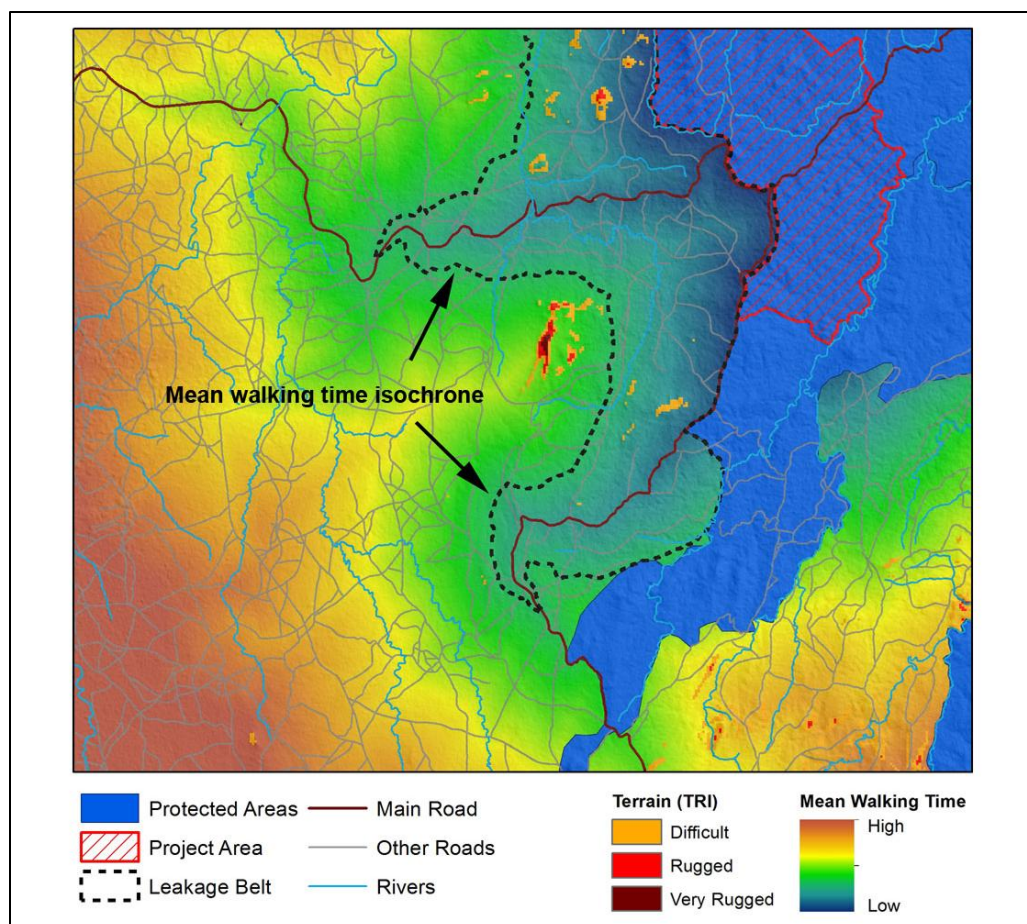 Mean walking time isochrone
Protected Areas
Project Area
Leakage Belt
Main Road
Other Roads
Rivers
Terrain (TRI)
Difficult
Rugged
Very Rugged
Mean Walking Time
High
Low